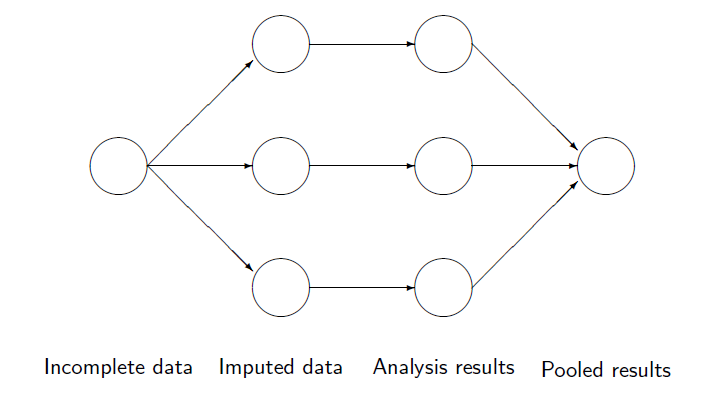 Incomplete data Imputed data Analysis results Pooled results